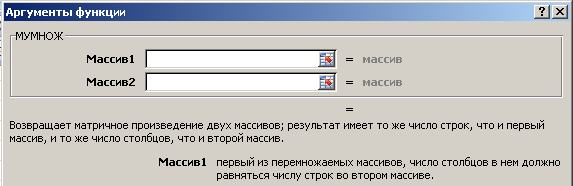 Аргументы функции
МУМНОЖ
Массив1 = массив
Массив2 = массив
=
Возвращает матричное произведение двух массивов; результат имеет то же число строк, что и первый
массив, и то же число столбцов, что и второй массив.
Массив1 первый из перемножаемых массивов, число столбцов в нем должно
равняться числу строк во втором массиве.